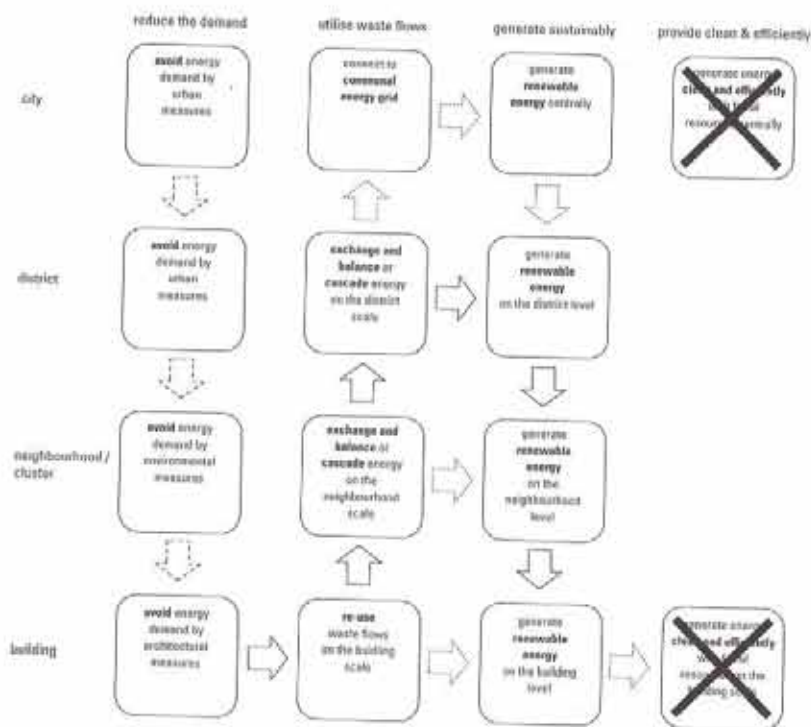 reduce the demand
utilise waste flows
generate sustainably
provide clean & efficiently
city
avoid energy
demand by
urban
measures
connect to
communal
energy grid
generate
renewable
energy centrally
generate energy
clean and efficiently
centrally
district
avoid energy
demand by
urban
measures
exchange and
balance or
cascade energy
on the district
scale
generate
renewable
energy
on the district level
neighbourhood /
cluster
avoid energy
demand by
environmental
measures
exchange and
balance or
cascade energy
on the neighbourhood
scale
generate
renewable
energy
on the
neighbourhood
level
building
avoid energy
demand by
architectural
measures
re-use
waste flows
on the building
scale
generate
renewable
energy
on the building
level
generate energy
clean and efficiently
the
building